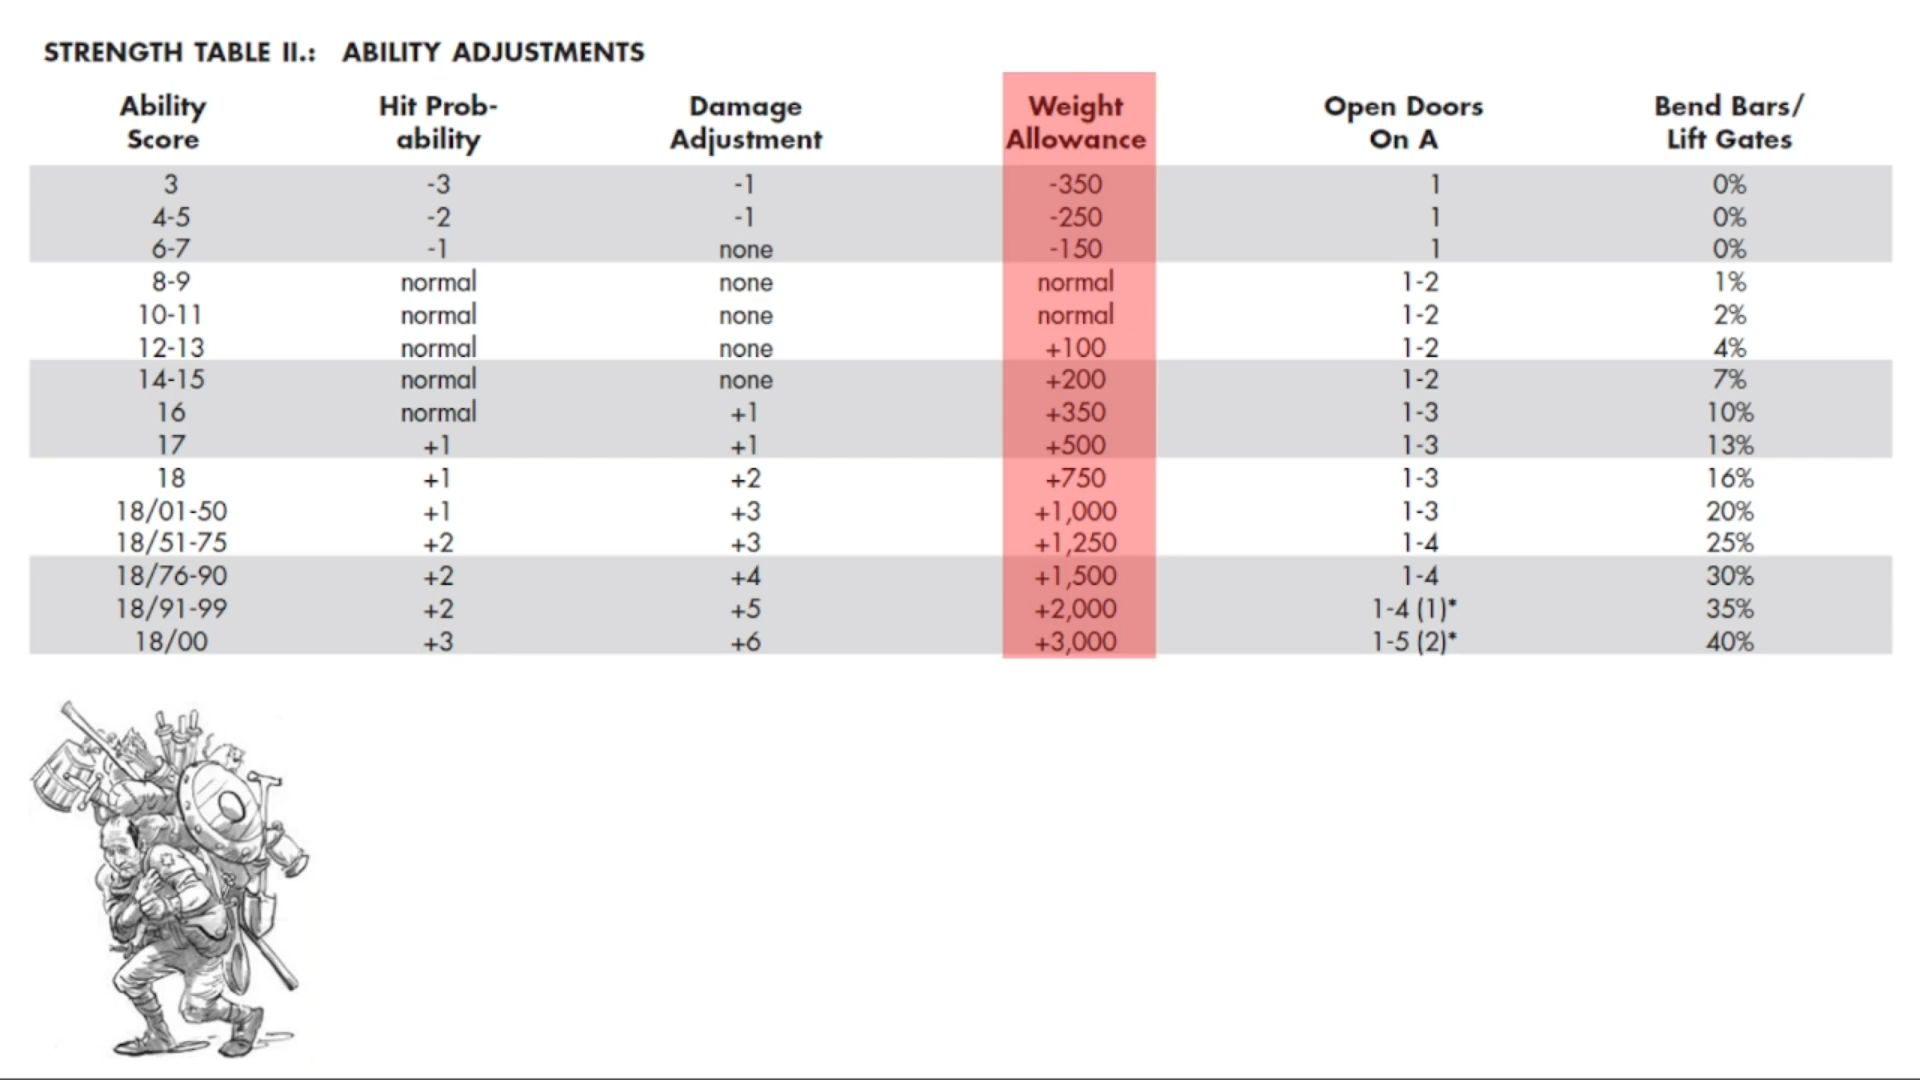 STRENGTH TABLE II.: ABILITY ADJUSTMENTS
Ability Score Hit Prob-ability Damage Adjustment Weight Allowance Open Doors On A Bend Bars/ Lift Gates
3 -3 -1 -350 1 0%
4-5 -2 -1 -250 1 0%
6-7 -1 none -150 1 0%
8-9 normal none normal 1-2 1%
10-11 normal none normal 1-2 2%
12-13 normal none +100 1-2 4%
14-15 normal none +200 1-2 7%
16 normal +1 +350 1-3 10%
17 +1 +1 +500 1-3 13%
18 +1 +2 +750 1-3 16%
18/01-50 +1 +3 +1,000 1-3 20%
18/51-75 +2 +3 +1,250 1-4 25%
18/76-90 +2 +4 +1,500 1-4 30%
18/91-99 +2 +5 +2,000 1-4 (1)* 35%
18/00 +3 +6 +3,000 1-5 (2)* 40%